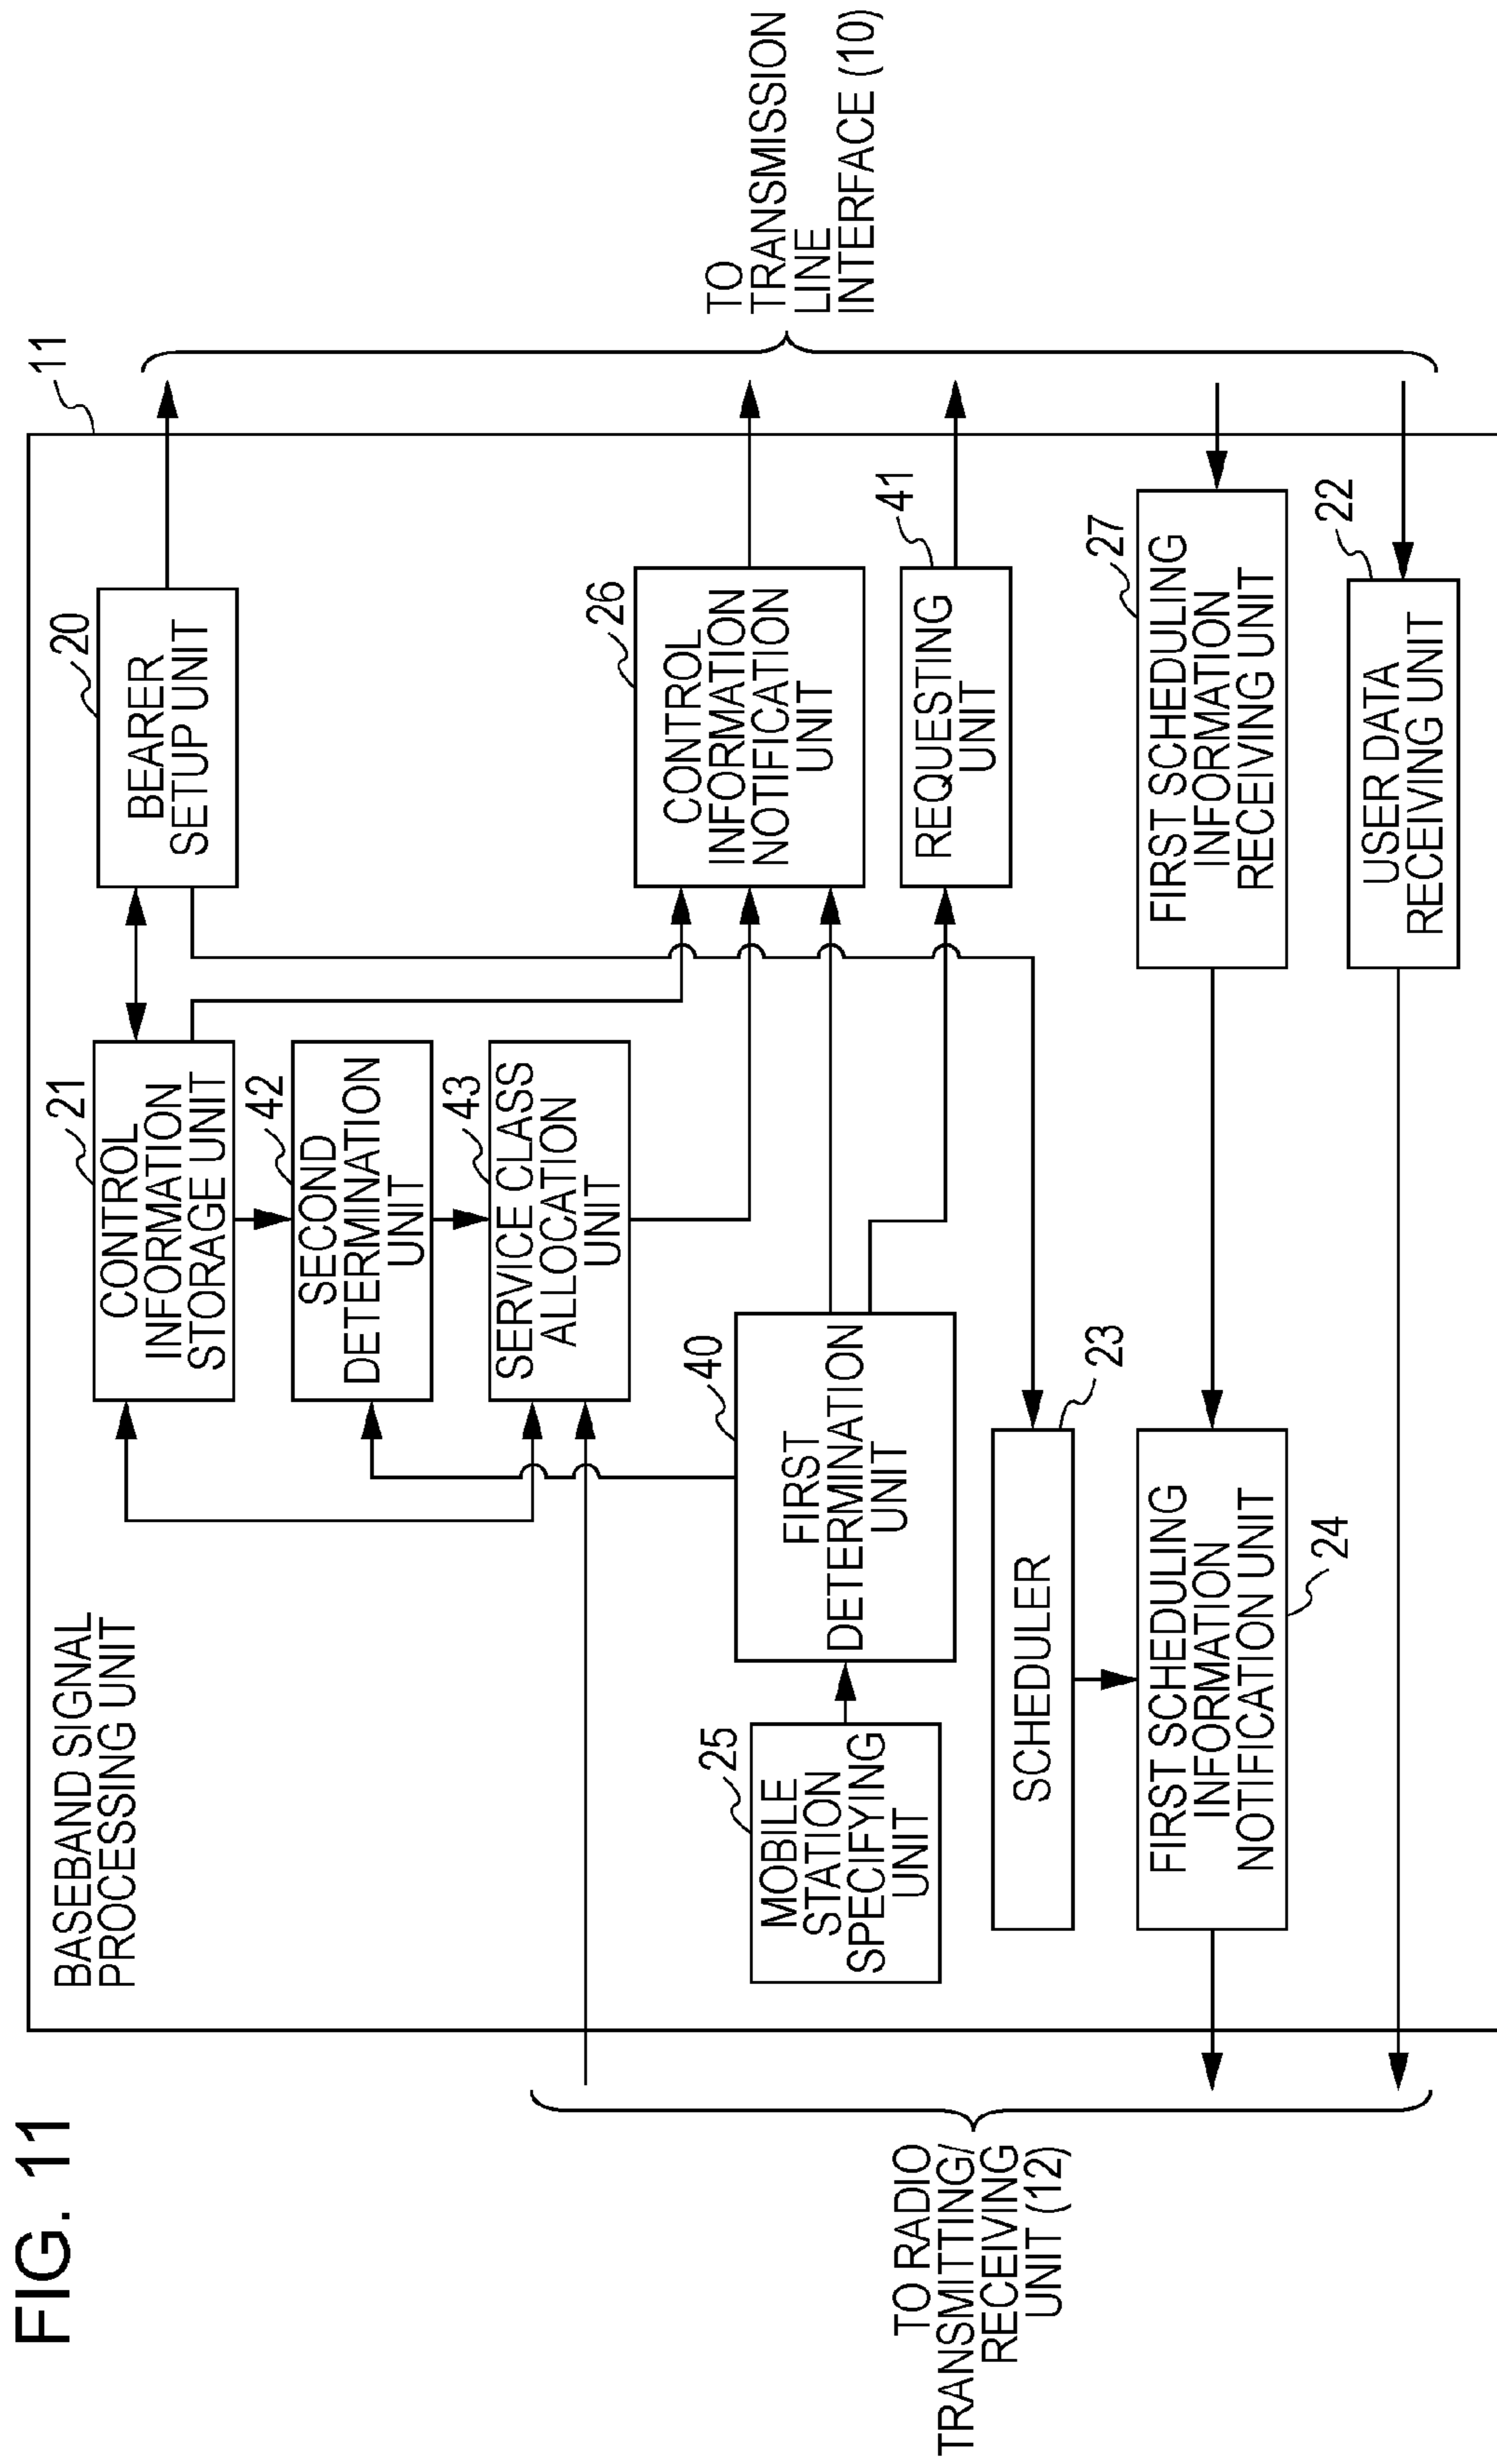 FIG. 11
BASEBAND SIGNAL
PROCESSING UNIT
11
21
CONTROL
INFORMATION
STORAGE UNIT
20
BEARER
SETUP UNIT
42
SECOND
DETERMINATION
UNIT
43
SERVICE CLASS
ALLOCATION
UNIT
26
CONTROL
INFORMATION
NOTIFICATION
UNIT
25
MOBILE
STATION
SPECIFYING
UNIT
40
FIRST
DETERMINATION
UNIT
41
REQUESTING
UNIT
23
SCHEDULER
24
FIRST SCHEDULING
INFORMATION
NOTIFICATION UNIT
27
FIRST SCHEDULING
INFORMATION
RECEIVING UNIT
22
USER DATA
RECEIVING UNIT
TO RADIO
TRANSMITTING/
RECEIVING
UNIT (12)
TO
TRANSMISSION
LINE
INTERFACE (10)